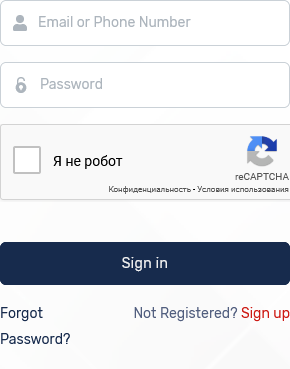 Email or Phone Number
Password
Я не робот
reCAPTCHA
Конфиденциальность - Условия использования
Sign in
Forgot Password?
Not Registered? Sign up